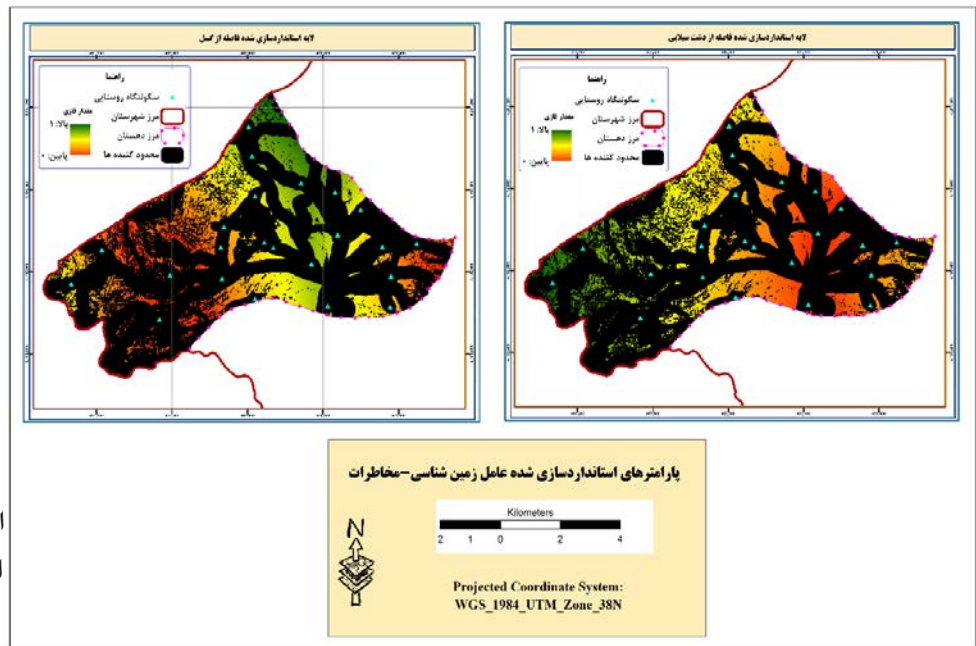 لایه استانداردسازی شده فاصله از گسل
راهنما
سکونتگاه روستایی
مرز شهرستان
مرز دهستان
محدود کننده ها
مقدار فازی
بالا: ۱
پایین: ۰
لایه استانداردسازی شده فاصله از دشت سیلابی
راهنما
سکونتگاه روستایی
مرز شهرستان
مرز دهستان
محدود کننده ها
مقدار فازی
بالا: ۱
پایین: ۰
پارامترهای استانداردسازی شده عامل زمین شناسی-مخاطرات
N
Kilometers
2 1 0 2 4
Projected Coordinate System:
WGS_1984_UTM_Zone_38N